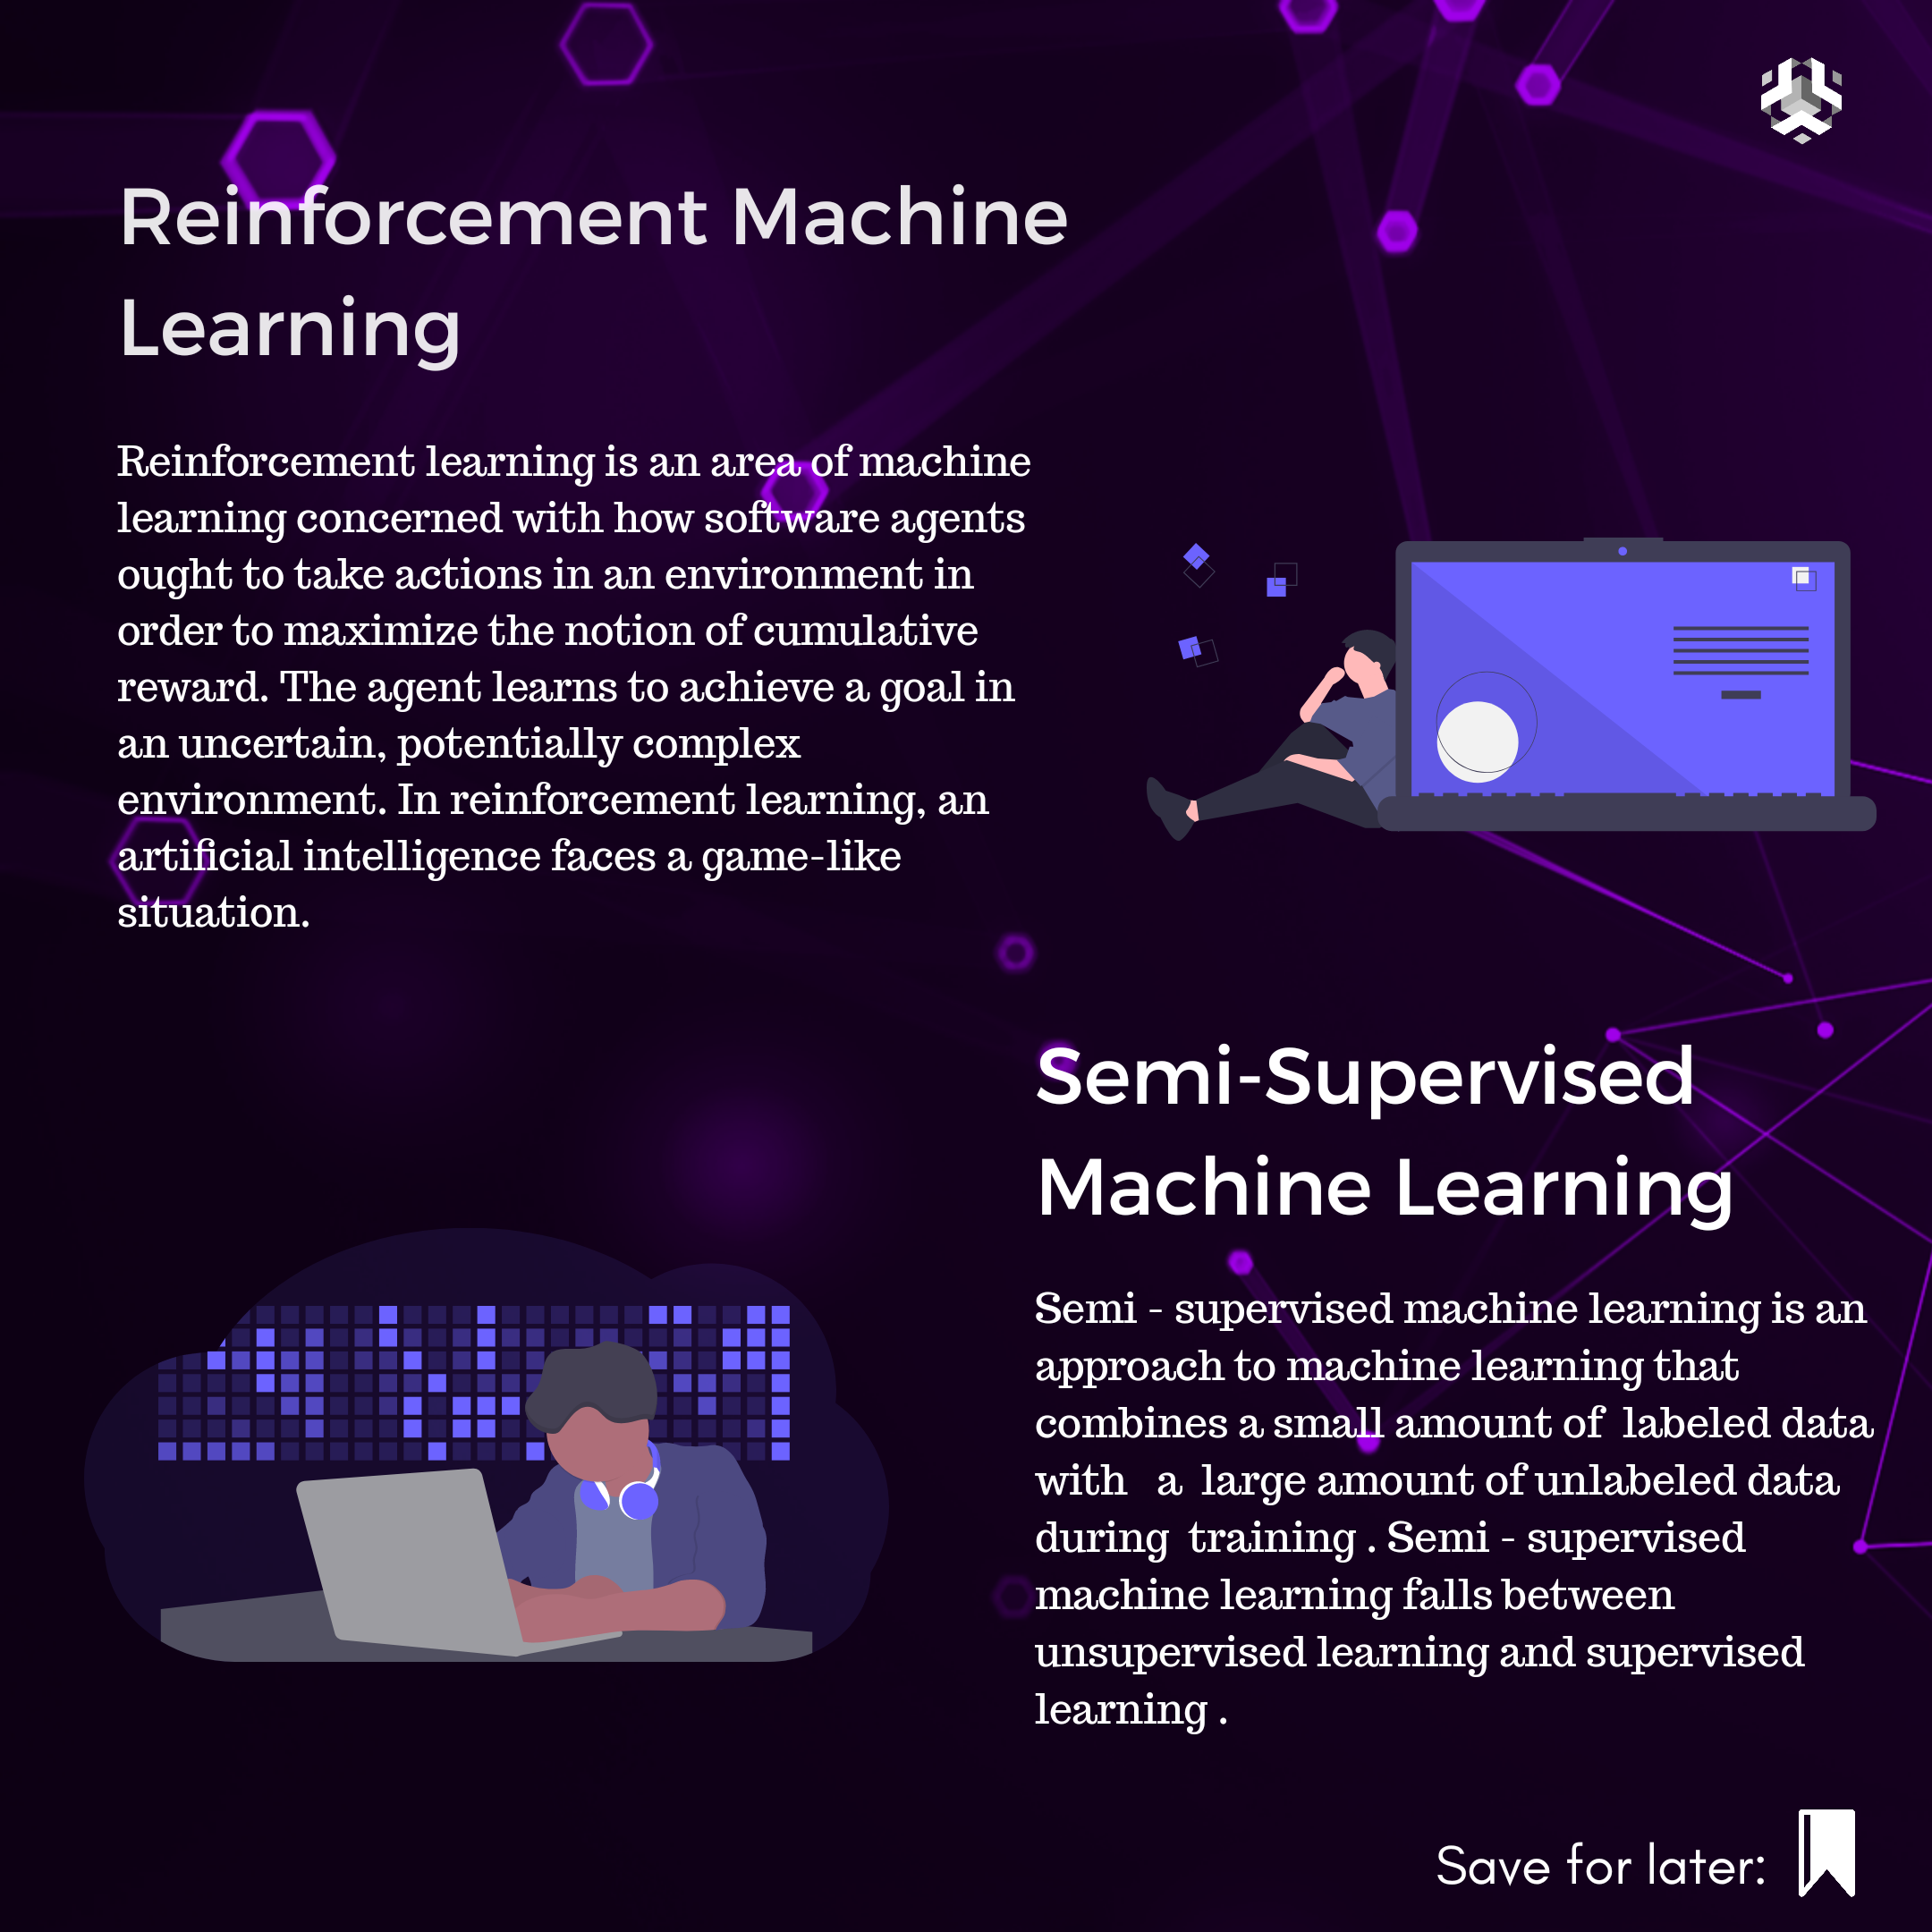 Reinforcement Machine
Learning
Reinforcement learning is an area of machine
learning concerned with how software agents
ought to take actions in an environment in
order to maximize the notion of cumulative
reward. The agent learns to achieve a goal in
an uncertain, potentially complex
environment. In reinforcement learning, an
artificial intelligence faces a game-like
situation.
Semi-Supervised
Machine Learning
Semi - supervised machine learning is an
approach to machine learning that
combines a small amount of  labeled data
with   a  large amount of unlabeled data
during  training . Semi - supervised
machine learning falls between
unsupervised learning and supervised
learning .
Save for later: